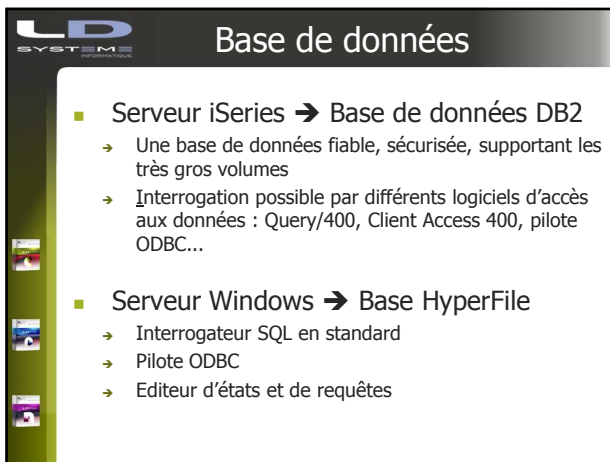 LD
SYSTEME
INFORMATIQUE
Base de données
Serveur iSeries ➔ Base de données DB2
Une base de données fiable, sécurisée, supportant les
très gros volumes
Interrogation possible par différents logiciels d’accès
aux données : Query/400, Client Access 400, pilote
ODBC...
Serveur Windows ➔ Base HyperFile
Interrogateur SQL en standard
Pilote ODBC
Editeur d’états et de requêtes